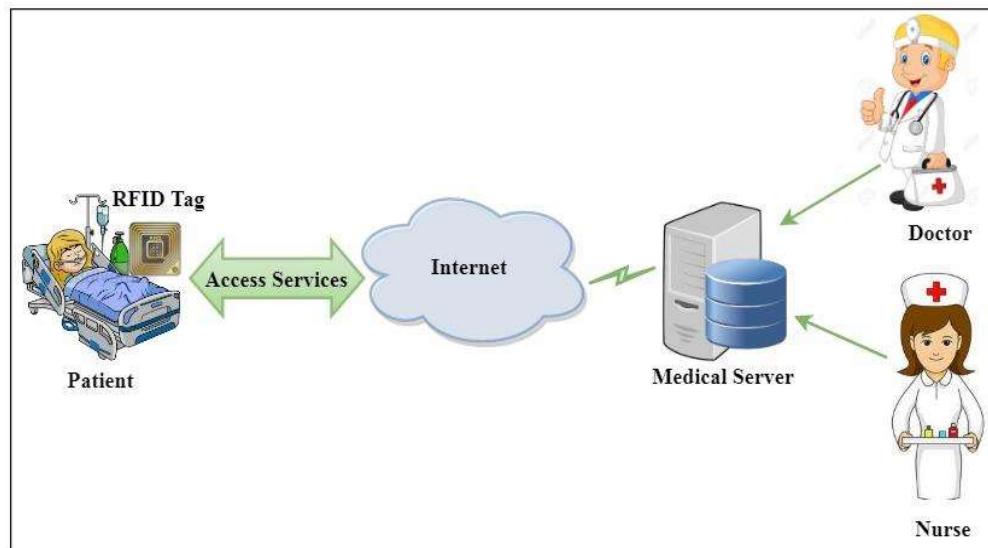 RFID Tag
Access Services
Patient
Internet
Medical Server
Doctor
Nurse